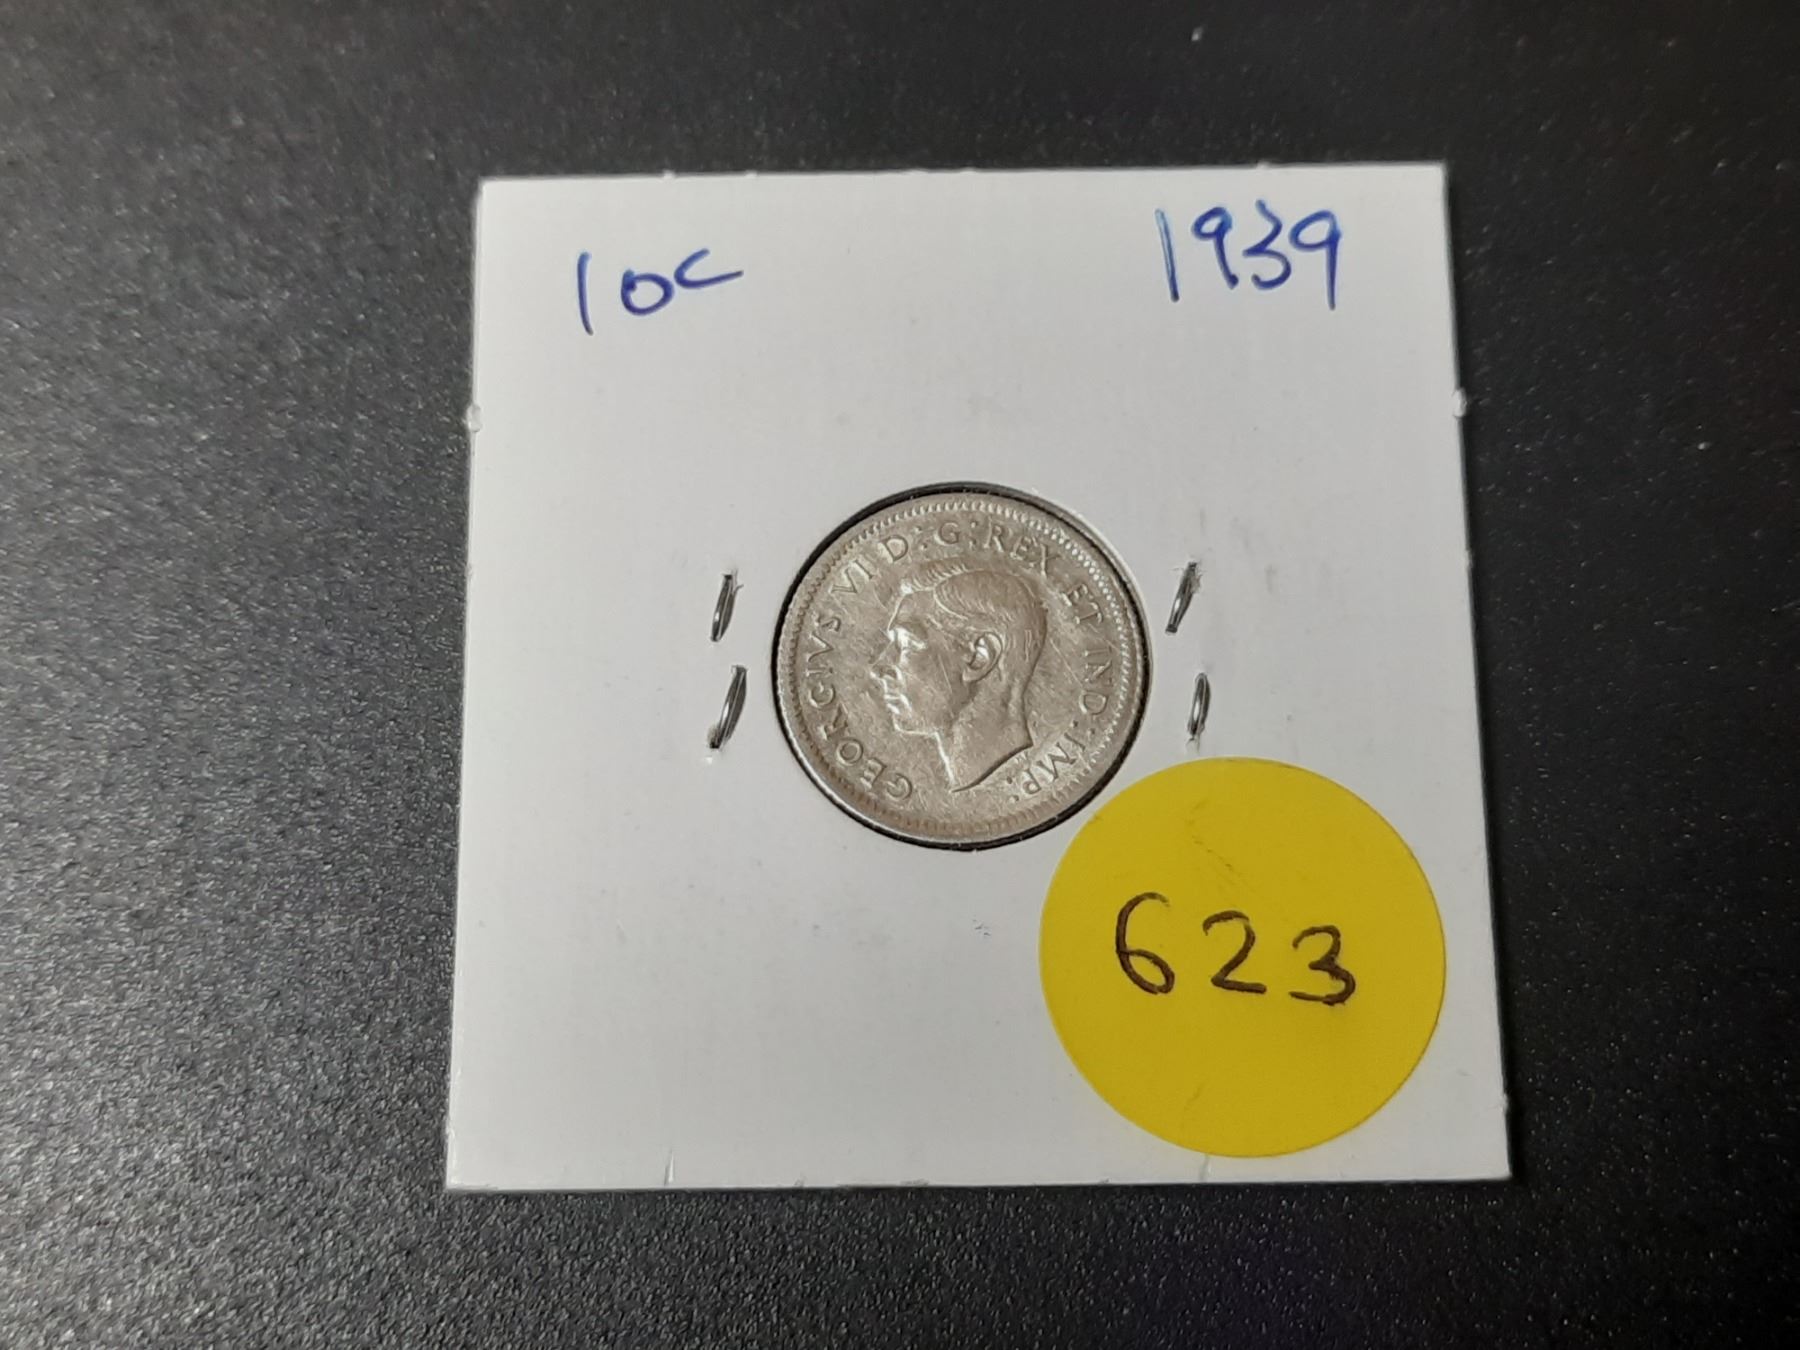 10c 1939
GEORGIVS VI D:G:REX ET IND:IMP:
623